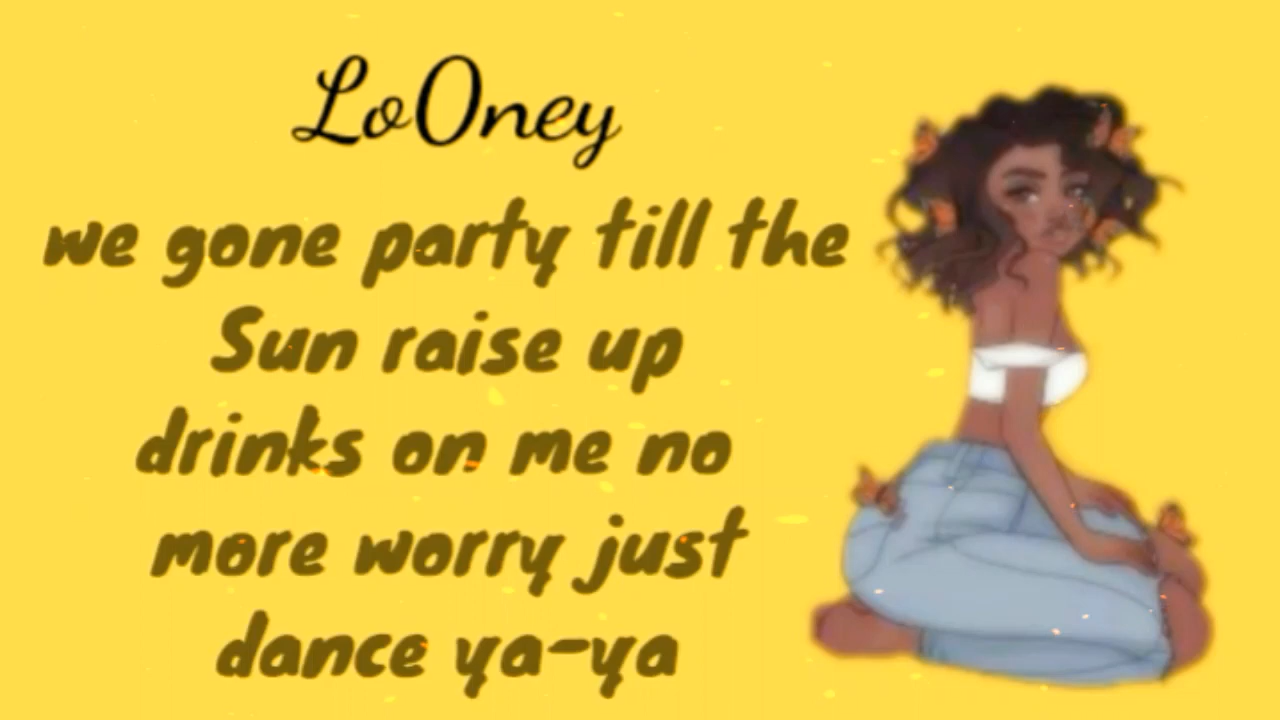 LoOney
we gone party till the
Sun raise up
drinks on me no
more worry just
dance ya-ya